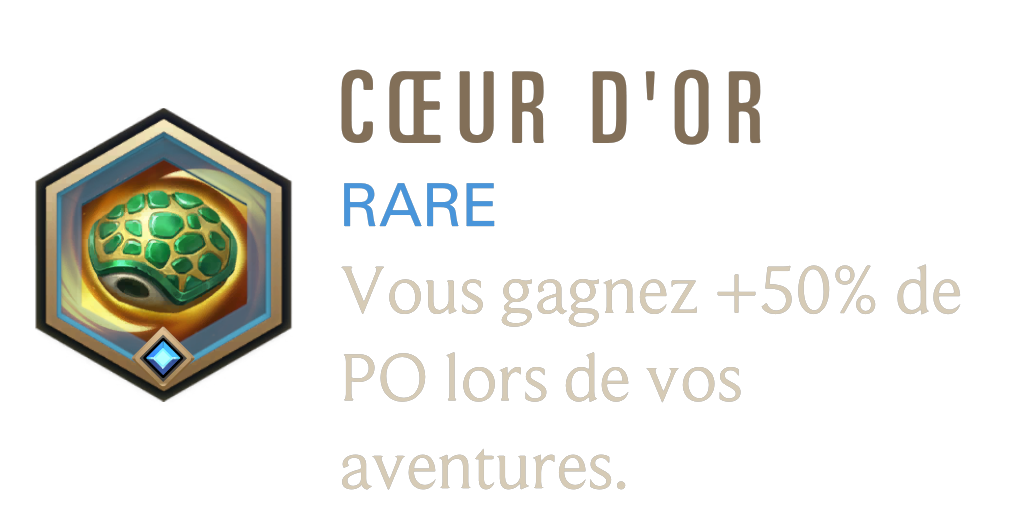 CŒUR D'OR
RARE
Vous gagnez +50% de
PO lors de vos
aventures.